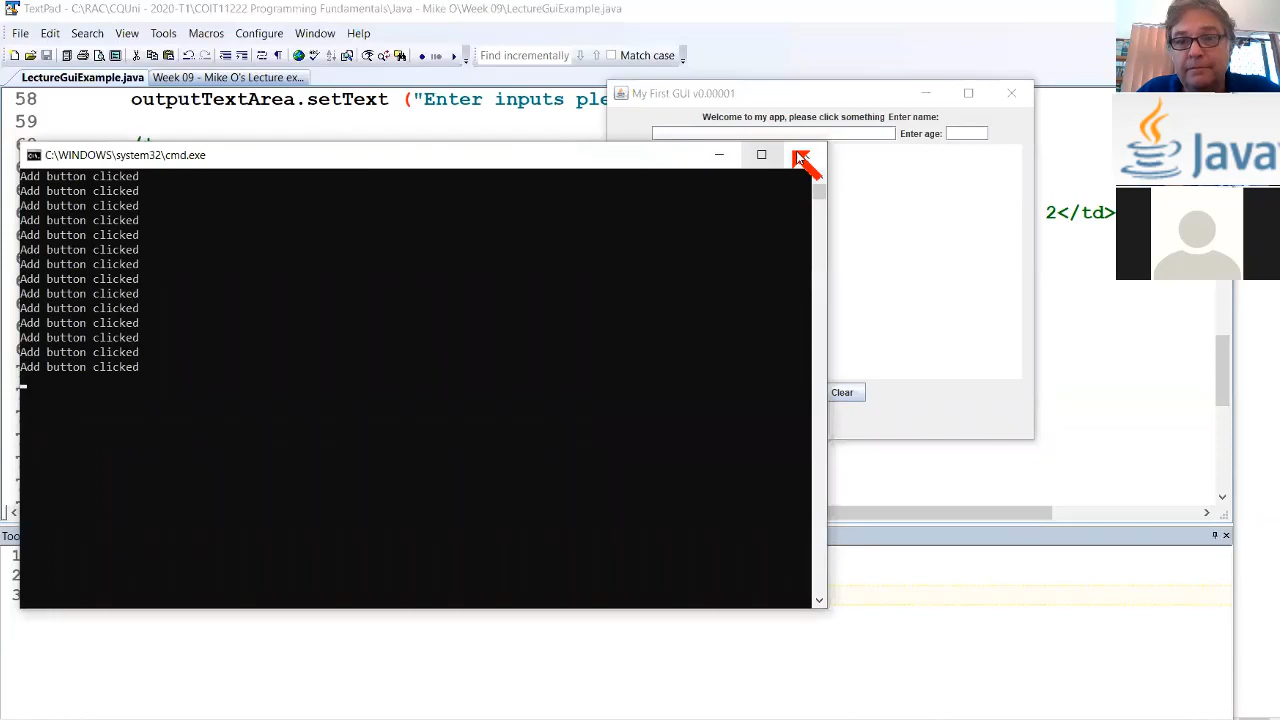 TextPad - C:\RAC\CQUni - 2020-T1\COIT11222 Programming Fundamentals\Java - Mike O\Week 09\LectureGuiExample.java
File Edit Search View Tools Macros Configure Window Help
Find incrementally Match case
LectureGuiExample.java Week 09 - Mike O's Lecture ex...
58 outputTextArea.setText ("Enter inputs ple
59
My First GUI v0.00001
Welcome to my app, please click something Enter name:
Enter age:
Clear
C:\WINDOWS\system32\cmd.exe
Add button clicked
Add button clicked
Add button clicked
Add button clicked
Add button clicked
Add button clicked
Add button clicked
Add button clicked
Add button clicked
Add button clicked
Add button clicked
Add button clicked
Add button clicked
Add button clicked
2</td>
Java
Too
1
2
3